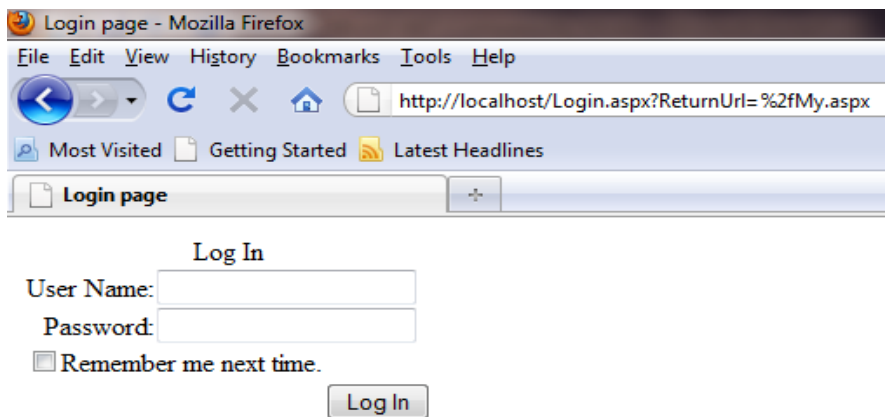 Login page - Mozilla Firefox
File Edit View History Bookmarks Tools Help
http://localhost/Login.aspx?ReturnUrl=%2fMy.aspx
Most Visited Getting Started Latest Headlines
Login page
Log In
User Name:
Password:
Remember me next time.
Log In